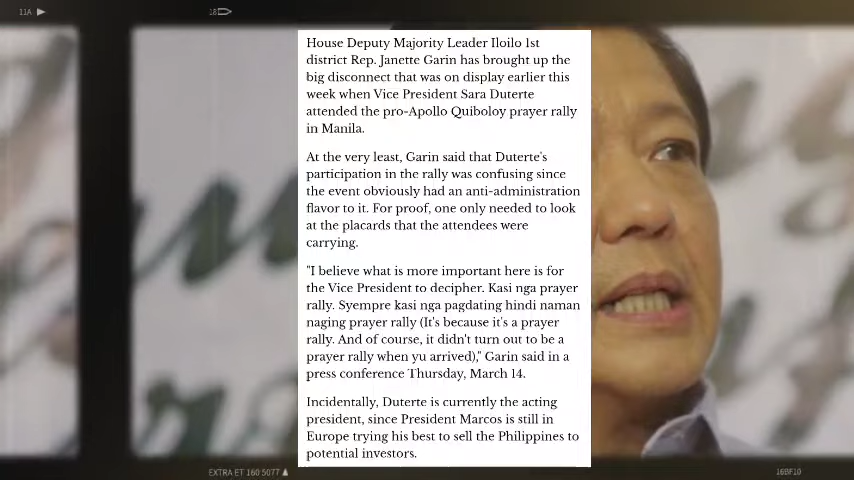 11A
18
House Deputy Majority Leader Iloilo 1st
district Rep. Janette Garin has brought up the
big disconnect that was on display earlier this
week when Vice President Sara Duterte
attended the pro-Apollo Quiboloy prayer rally
in Manila.
At the very least, Garin said that Duterte's
participation in the rally was confusing since
the event obviously had an anti-administration
flavor to it. For proof, one only needed to look
at the placards that the attendees were
carrying.
"I believe what is more important here is for
the Vice President to decipher. Kasi nga prayer
rally. Syempre kasi nga pagdating hindi naman
naging prayer rally (It's because it's a prayer
rally. And of course, it didn't turn out to be a
prayer rally when yu arrived)," Garin said in a
press conference Thursday, March 14.
Incidentally, Duterte is currently the acting
president, since President Marcos is still in
Europe trying his best to sell the Philippines to
potential investors.
EXTRA ET 160 5077
16BF10